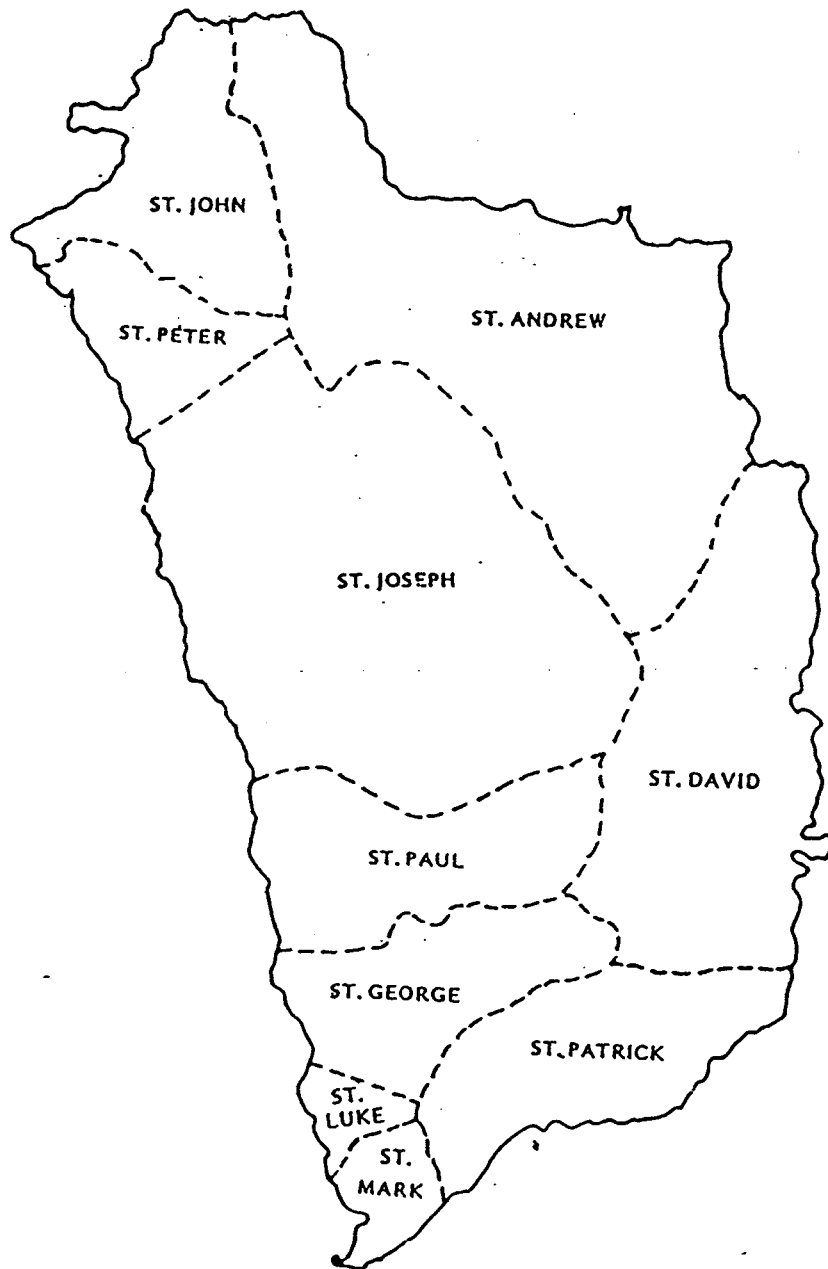 ST. JOHN
ST. PETER
ST. ANDREW
ST. JOSEPH
ST. DAVID
ST. PAUL
ST. GEORGE
ST. PATRICK
ST.
LUKE
ST.
MARK